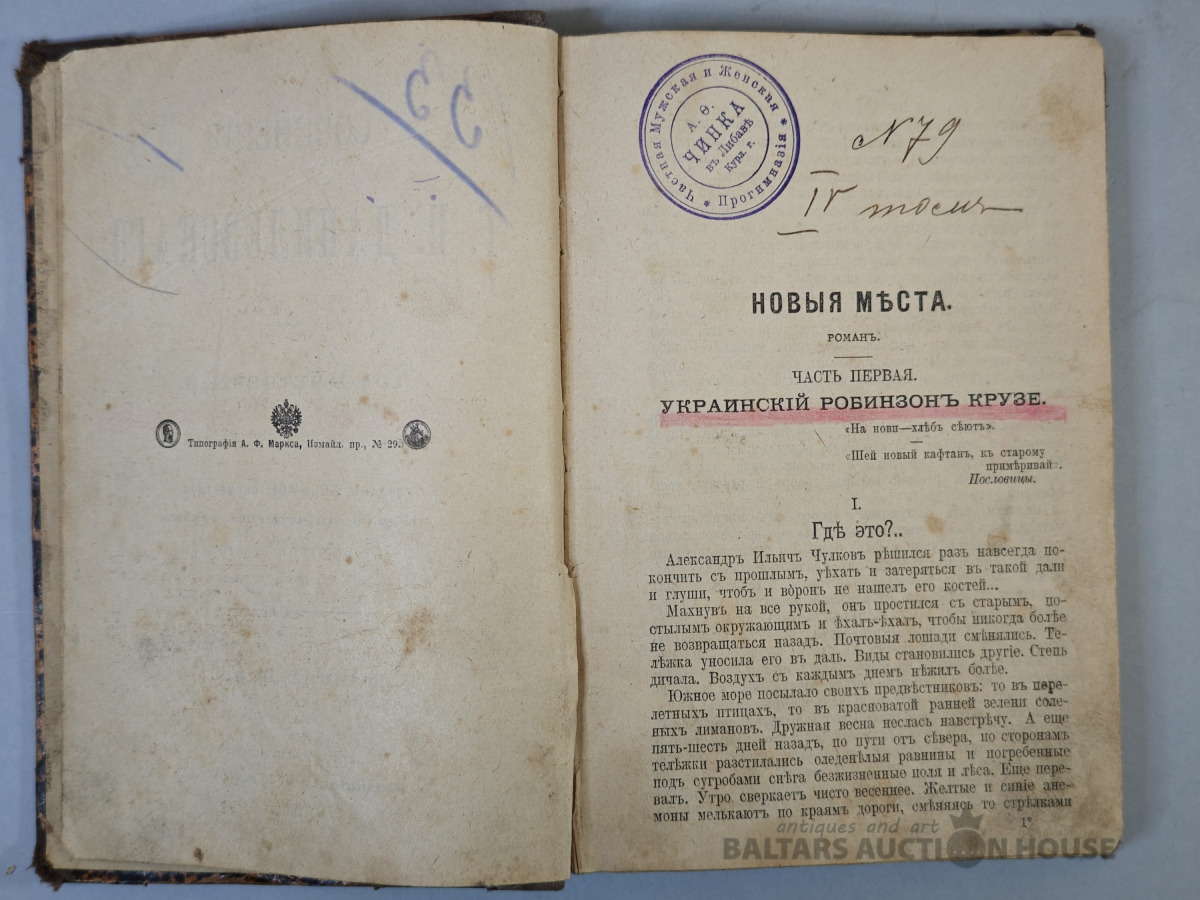 33
Типографія А. Ф. Маркса, Измайл. пр., № 29.
Частная Мужская и Женская * Прогимназія *
А. Ѳ.
ЧИНКА
въ Либавѣ
Курл. г.
N 79
IV
НОВЫЯ МѢСТА.
РОМАНЪ.
ЧАСТЬ ПЕРВАЯ.
УКРАИНСКІЙ РОБИНЗОНЪ КРУЗЕ.
«На нови—хлѣбъ сѣютъ».
«Шей новый кафтанъ, къ старому
примѣривай».
Пословицы.
I.
Гдѣ это?..
Александръ Ильичъ Чулковъ рѣшился разъ навсегда по-
кончить съ прошлымъ, уѣхать и затеряться въ такой дали
и глуши, чтобъ и во̀ронъ не нашелъ его костей...
Махнувъ на все рукой, онъ простился съ старымъ, по-
стылымъ окружающимъ и ѣхалъ-ѣхалъ, чтобы никогда болѣе
не возвращаться назадъ. Почтовыя лошади смѣнялись. Те-
лѣжка уносила его въ даль. Виды становились другіе. Степь
дичала. Воздухъ съ каждымъ днемъ нѣжилъ болѣе.
Южное море посылало своихъ предвѣстниковъ: то въ пере-
летныхъ птицахъ, то въ красноватой ранней зелени соле-
ныхъ лимановъ. Дружная весна неслась навстрѣчу. А еще
пять-шесть дней назадъ, по пути отъ сѣвера, по сторонамъ
телѣжки разстилались оледенѣлыя равнины и погребенные
подъ сугробами снѣга безжизненные поля и лѣса. Еще пере-
валъ. Утро сверкаетъ чисто весеннее. Желтые и синіе ане-
моны мелькаютъ по краямъ дороги, смѣняясь то стрѣлками
1*
antiques and art
BALTARS AUCTION HOUSE